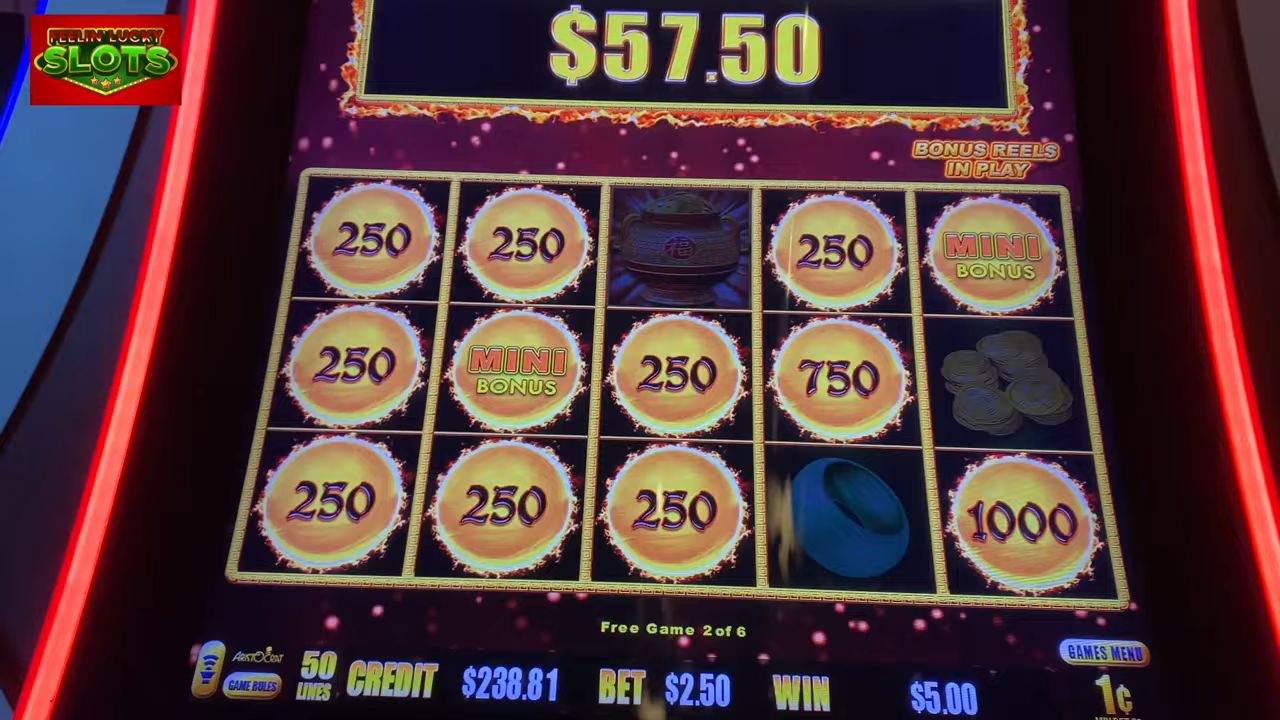 FEELIN' LUCKY
SLOTS
$57.50
BONUS REELS
IN PLAY
250
250
福
250
MINI
BONUS
250
MINI
BONUS
250
750
250
250
250
1000
Free Game 2 of 6
ARISTOCRAT
GAME RULES
50
LINES
CREDIT
$238.81
BET
$2.50
WIN
$5.00
GAMES MENU
1¢